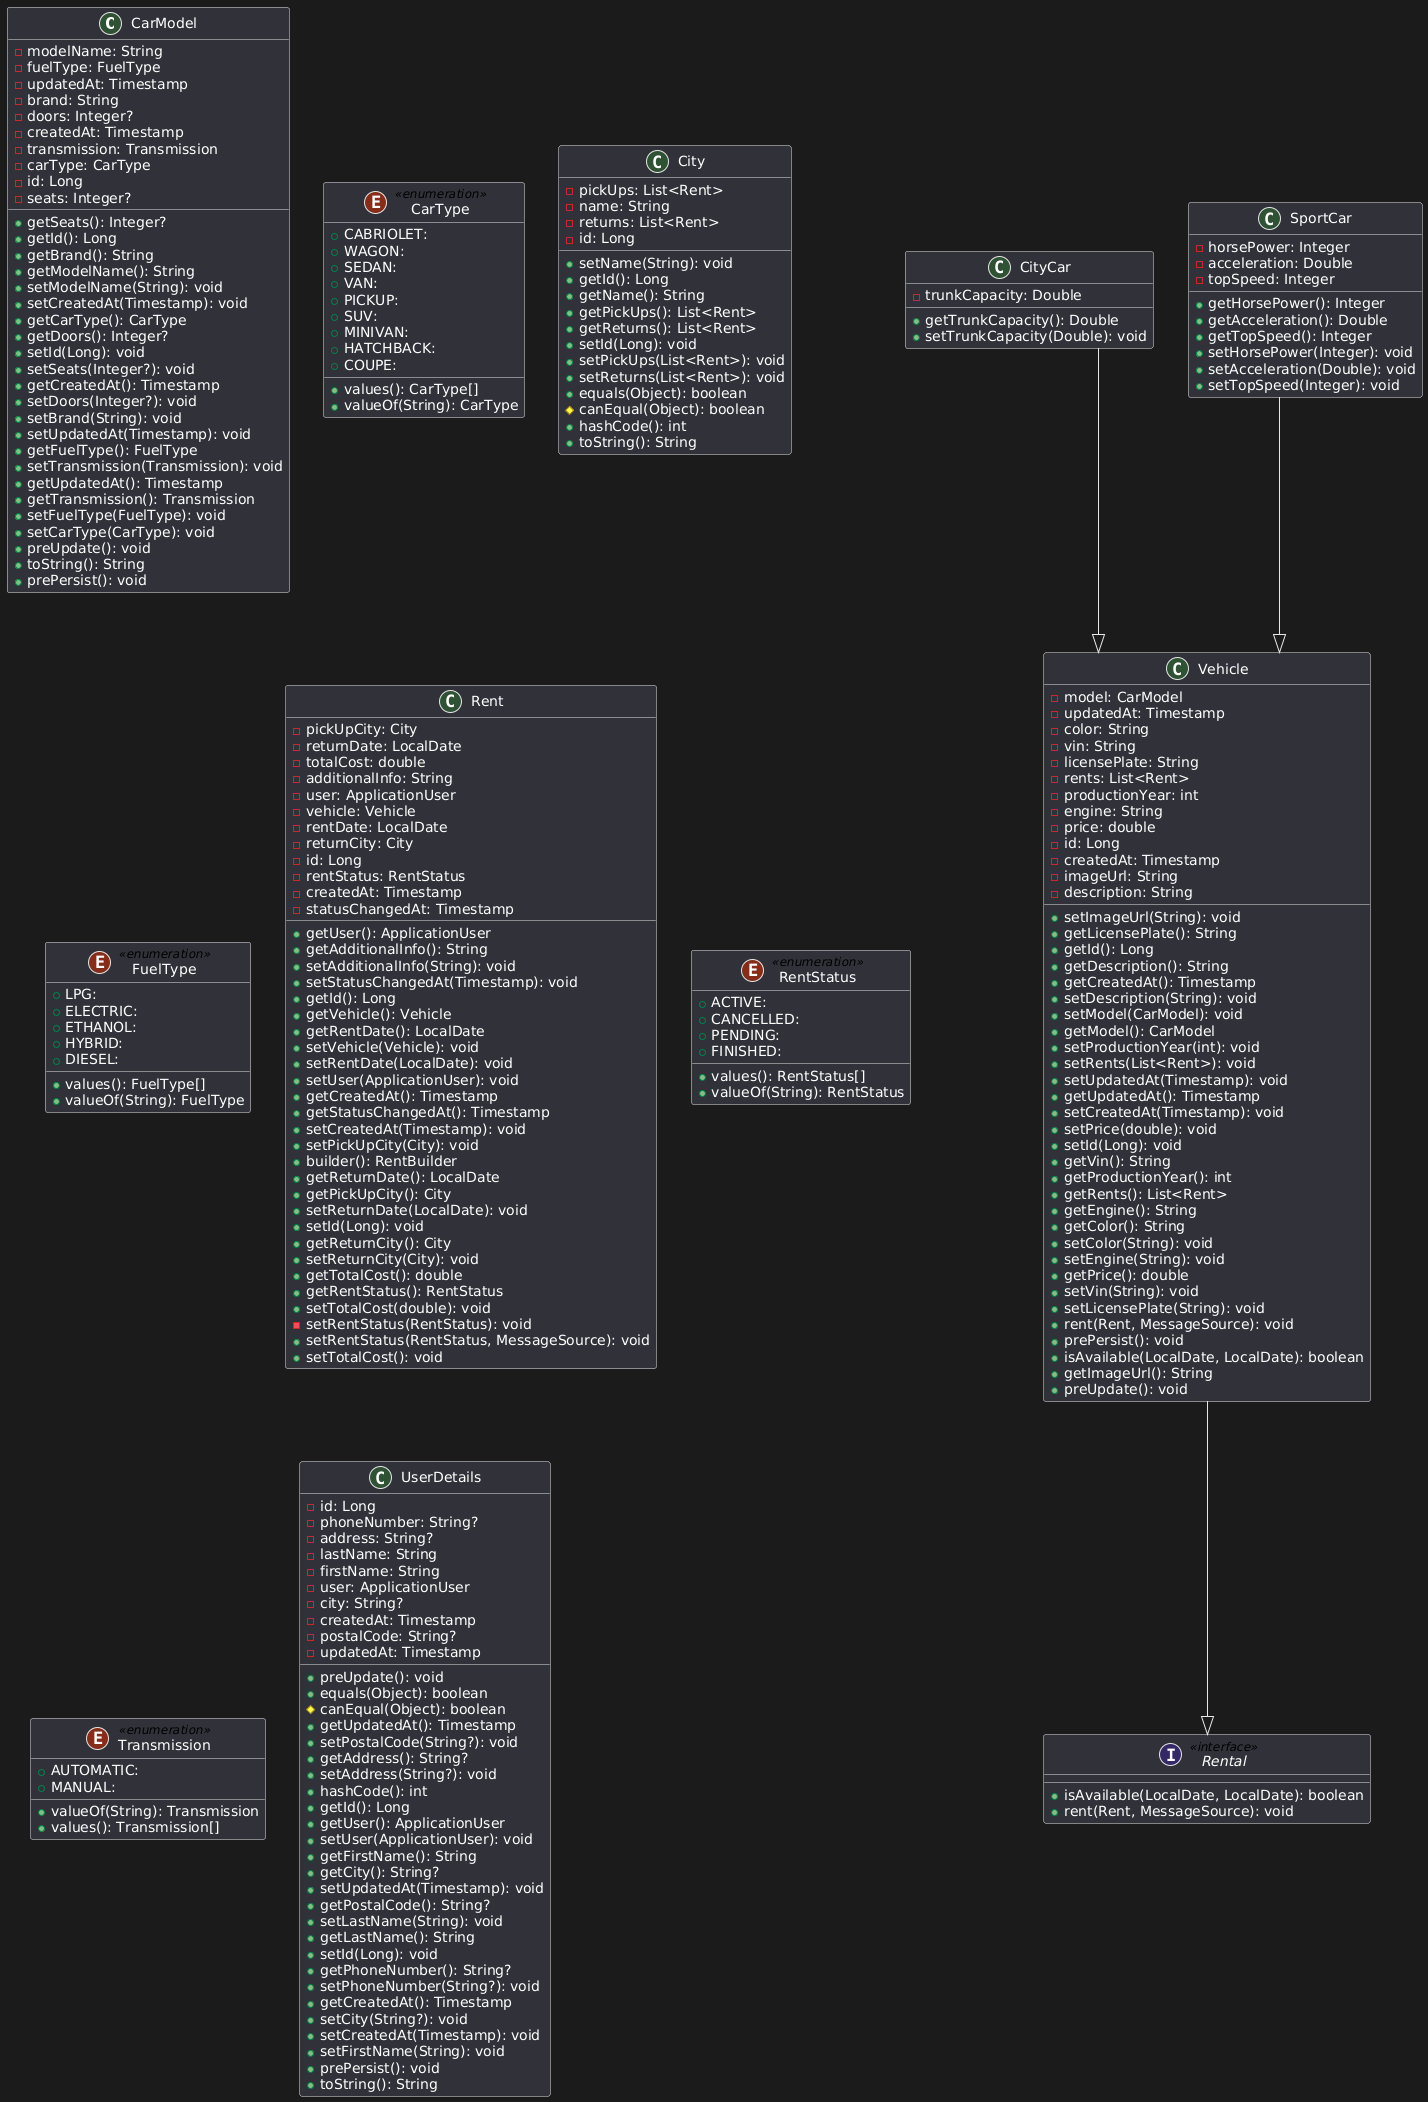 C CarModel
modelName: String
fuelType: FuelType
updatedAt: Timestamp
brand: String
doors: Integer?
createdAt: Timestamp
transmission: Transmission
carType: CarType
id: Long
seats: Integer?
getSeats(): Integer?
getId(): Long
getBrand(): String
getModelName(): String
setModelName(String): void
setCreatedAt(Timestamp): void
getCarType(): CarType
getDoors(): Integer?
setId(Long): void
setSeats(Integer?): void
getCreatedAt(): Timestamp
setDoors(Integer?): void
setBrand(String): void
setUpdatedAt(Timestamp): void
getFuelType(): FuelType
setTransmission(Transmission): void
getUpdatedAt(): Timestamp
getTransmission(): Transmission
setFuelType(FuelType): void
setCarType(CarType): void
preUpdate(): void
toString(): String
prePersist(): void
«enumeration»
E CarType
CABRIOLET:
WAGON:
SEDAN:
VAN:
PICKUP:
SUV:
MINIVAN:
HATCHBACK:
COUPE:
values(): CarType[]
valueOf(String): CarType
C City
pickUps: List<Rent>
name: String
returns: List<Rent>
id: Long
setName(String): void
getId(): Long
getName(): String
getPickUps(): List<Rent>
getReturns(): List<Rent>
setId(Long): void
setPickUps(List<Rent>): void
setReturns(List<Rent>): void
equals(Object): boolean
canEqual(Object): boolean
hashCode(): int
toString(): String
C CityCar
trunkCapacity: Double
getTrunkCapacity(): Double
setTrunkCapacity(Double): void
C SportCar
horsePower: Integer
acceleration: Double
topSpeed: Integer
getHorsePower(): Integer
getAcceleration(): Double
getTopSpeed(): Integer
setHorsePower(Integer): void
setAcceleration(Double): void
setTopSpeed(Integer): void
«enumeration»
E FuelType
LPG:
ELECTRIC:
ETHANOL:
HYBRID:
DIESEL:
values(): FuelType[]
valueOf(String): FuelType
C Rent
pickUpCity: City
returnDate: LocalDate
totalCost: double
additionalInfo: String
user: ApplicationUser
vehicle: Vehicle
rentDate: LocalDate
returnCity: City
id: Long
rentStatus: RentStatus
createdAt: Timestamp
statusChangedAt: Timestamp
getUser(): ApplicationUser
getAdditionalInfo(): String
setAdditionalInfo(String): void
setStatusChangedAt(Timestamp): void
getId(): Long
getVehicle(): Vehicle
getRentDate(): LocalDate
setVehicle(Vehicle): void
setRentDate(LocalDate): void
setUser(ApplicationUser): void
getCreatedAt(): Timestamp
getStatusChangedAt(): Timestamp
setCreatedAt(Timestamp): void
setPickUpCity(City): void
builder(): RentBuilder
getReturnDate(): LocalDate
getPickUpCity(): City
setReturnDate(LocalDate): void
setId(Long): void
getReturnCity(): City
setReturnCity(City): void
getTotalCost(): double
getRentStatus(): RentStatus
setTotalCost(double): void
setRentStatus(RentStatus): void
setRentStatus(RentStatus, MessageSource): void
setTotalCost(): void
«enumeration»
E RentStatus
ACTIVE:
CANCELLED:
PENDING:
FINISHED:
values(): RentStatus[]
valueOf(String): RentStatus
C Vehicle
model: CarModel
updatedAt: Timestamp
color: String
vin: String
licensePlate: String
rents: List<Rent>
productionYear: int
engine: String
price: double
id: Long
createdAt: Timestamp
imageUrl: String
description: String
setImageUrl(String): void
getLicensePlate(): String
getId(): Long
getDescription(): String
getCreatedAt(): Timestamp
setDescription(String): void
setModel(CarModel): void
getModel(): CarModel
setProductionYear(int): void
setRents(List<Rent>): void
setUpdatedAt(Timestamp): void
getUpdatedAt(): Timestamp
setCreatedAt(Timestamp): void
setPrice(double): void
setId(Long): void
getVin(): String
getProductionYear(): int
getRents(): List<Rent>
getEngine(): String
getColor(): String
setColor(String): void
setEngine(String): void
getPrice(): double
setVin(String): void
setLicensePlate(String): void
rent(Rent, MessageSource): void
prePersist(): void
isAvailable(LocalDate, LocalDate): boolean
getImageUrl(): String
preUpdate(): void
«enumeration»
E Transmission
AUTOMATIC:
MANUAL:
valueOf(String): Transmission
values(): Transmission[]
C UserDetails
id: Long
phoneNumber: String?
address: String?
lastName: String
firstName: String
user: ApplicationUser
city: String?
createdAt: Timestamp
postalCode: String?
updatedAt: Timestamp
preUpdate(): void
equals(Object): boolean
canEqual(Object): boolean
getUpdatedAt(): Timestamp
setPostalCode(String?): void
getAddress(): String?
setAddress(String?): void
hashCode(): int
getId(): Long
getUser(): ApplicationUser
setUser(ApplicationUser): void
getFirstName(): String
getCity(): String?
setUpdatedAt(Timestamp): void
getPostalCode(): String?
setLastName(String): void
getLastName(): String
setId(Long): void
getPhoneNumber(): String?
setPhoneNumber(String?): void
getCreatedAt(): Timestamp
setCity(String?): void
setCreatedAt(Timestamp): void
setFirstName(String): void
prePersist(): void
toString(): String
«interface»
I Rental
isAvailable(LocalDate, LocalDate): boolean
rent(Rent, MessageSource): void